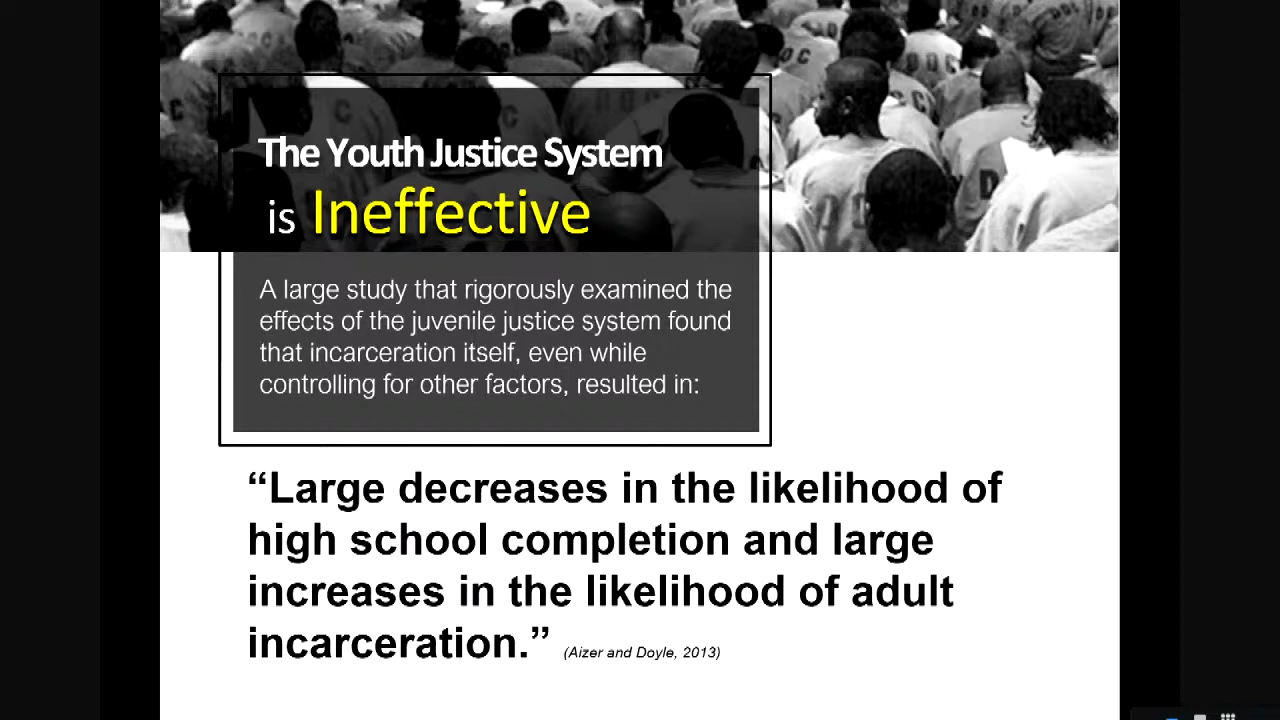 The Youth Justice System
is Ineffective
A large study that rigorously examined the
effects of the juvenile justice system found
that incarceration itself, even while
controlling for other factors, resulted in:
“Large decreases in the likelihood of
high school completion and large
increases in the likelihood of adult
incarceration.” (Aizer and Doyle, 2013)